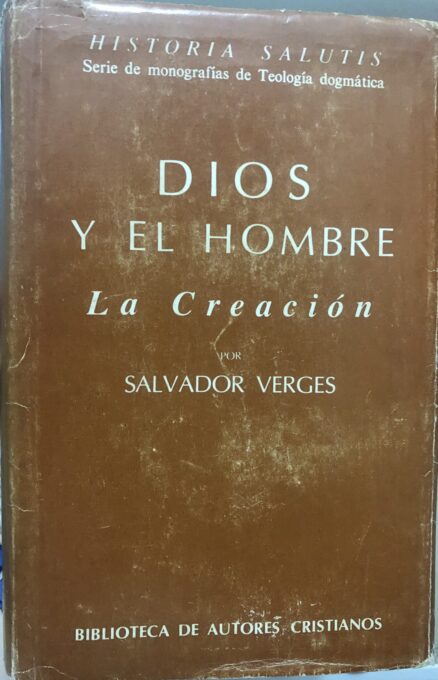 HISTORIA SALUTIS
Serie de monografías de Teología dogmática
DIOS
Y EL HOMBRE
La Creación
POR
SALVADOR VERGES
BIBLIOTECA DE AUTORES CRISTIANOS